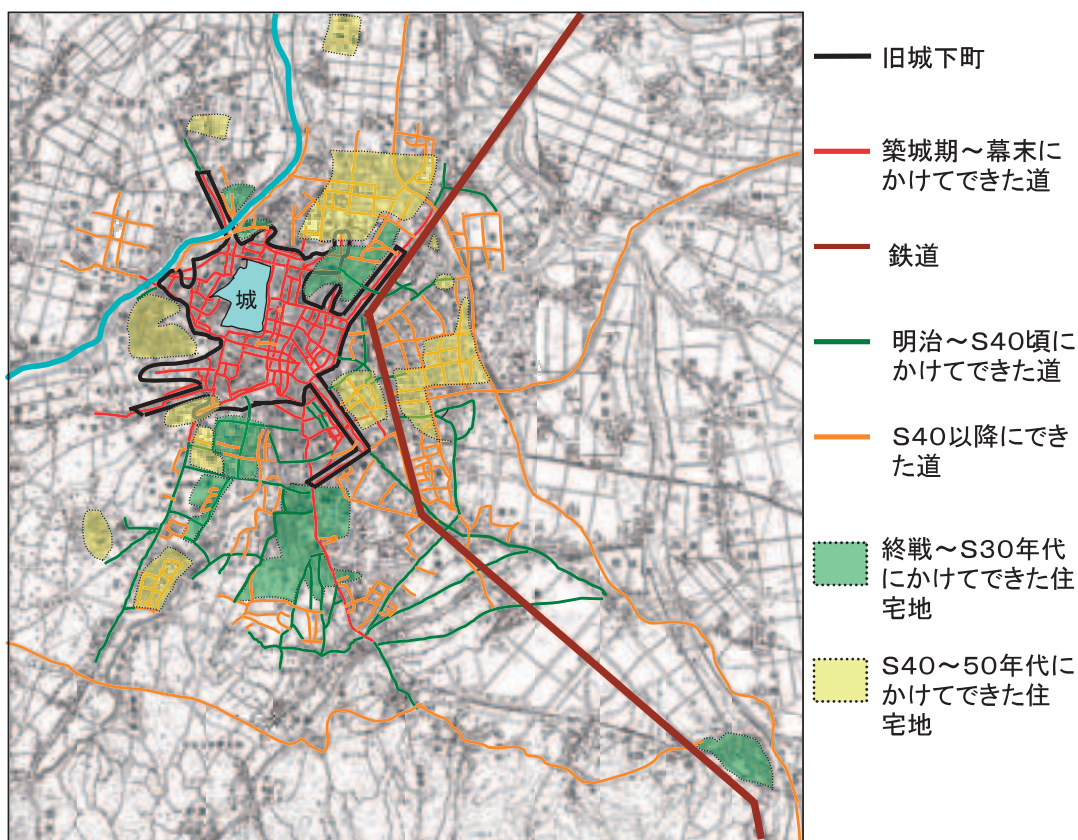 城
旧城下町
築城期～幕末に
かけてできた道
鉄道
明治～S40頃に
かけてできた道
S40以降にでき
た道
終戦～S30年代
にかけてできた住
宅地
S40～50年代に
かけてできた住
宅地